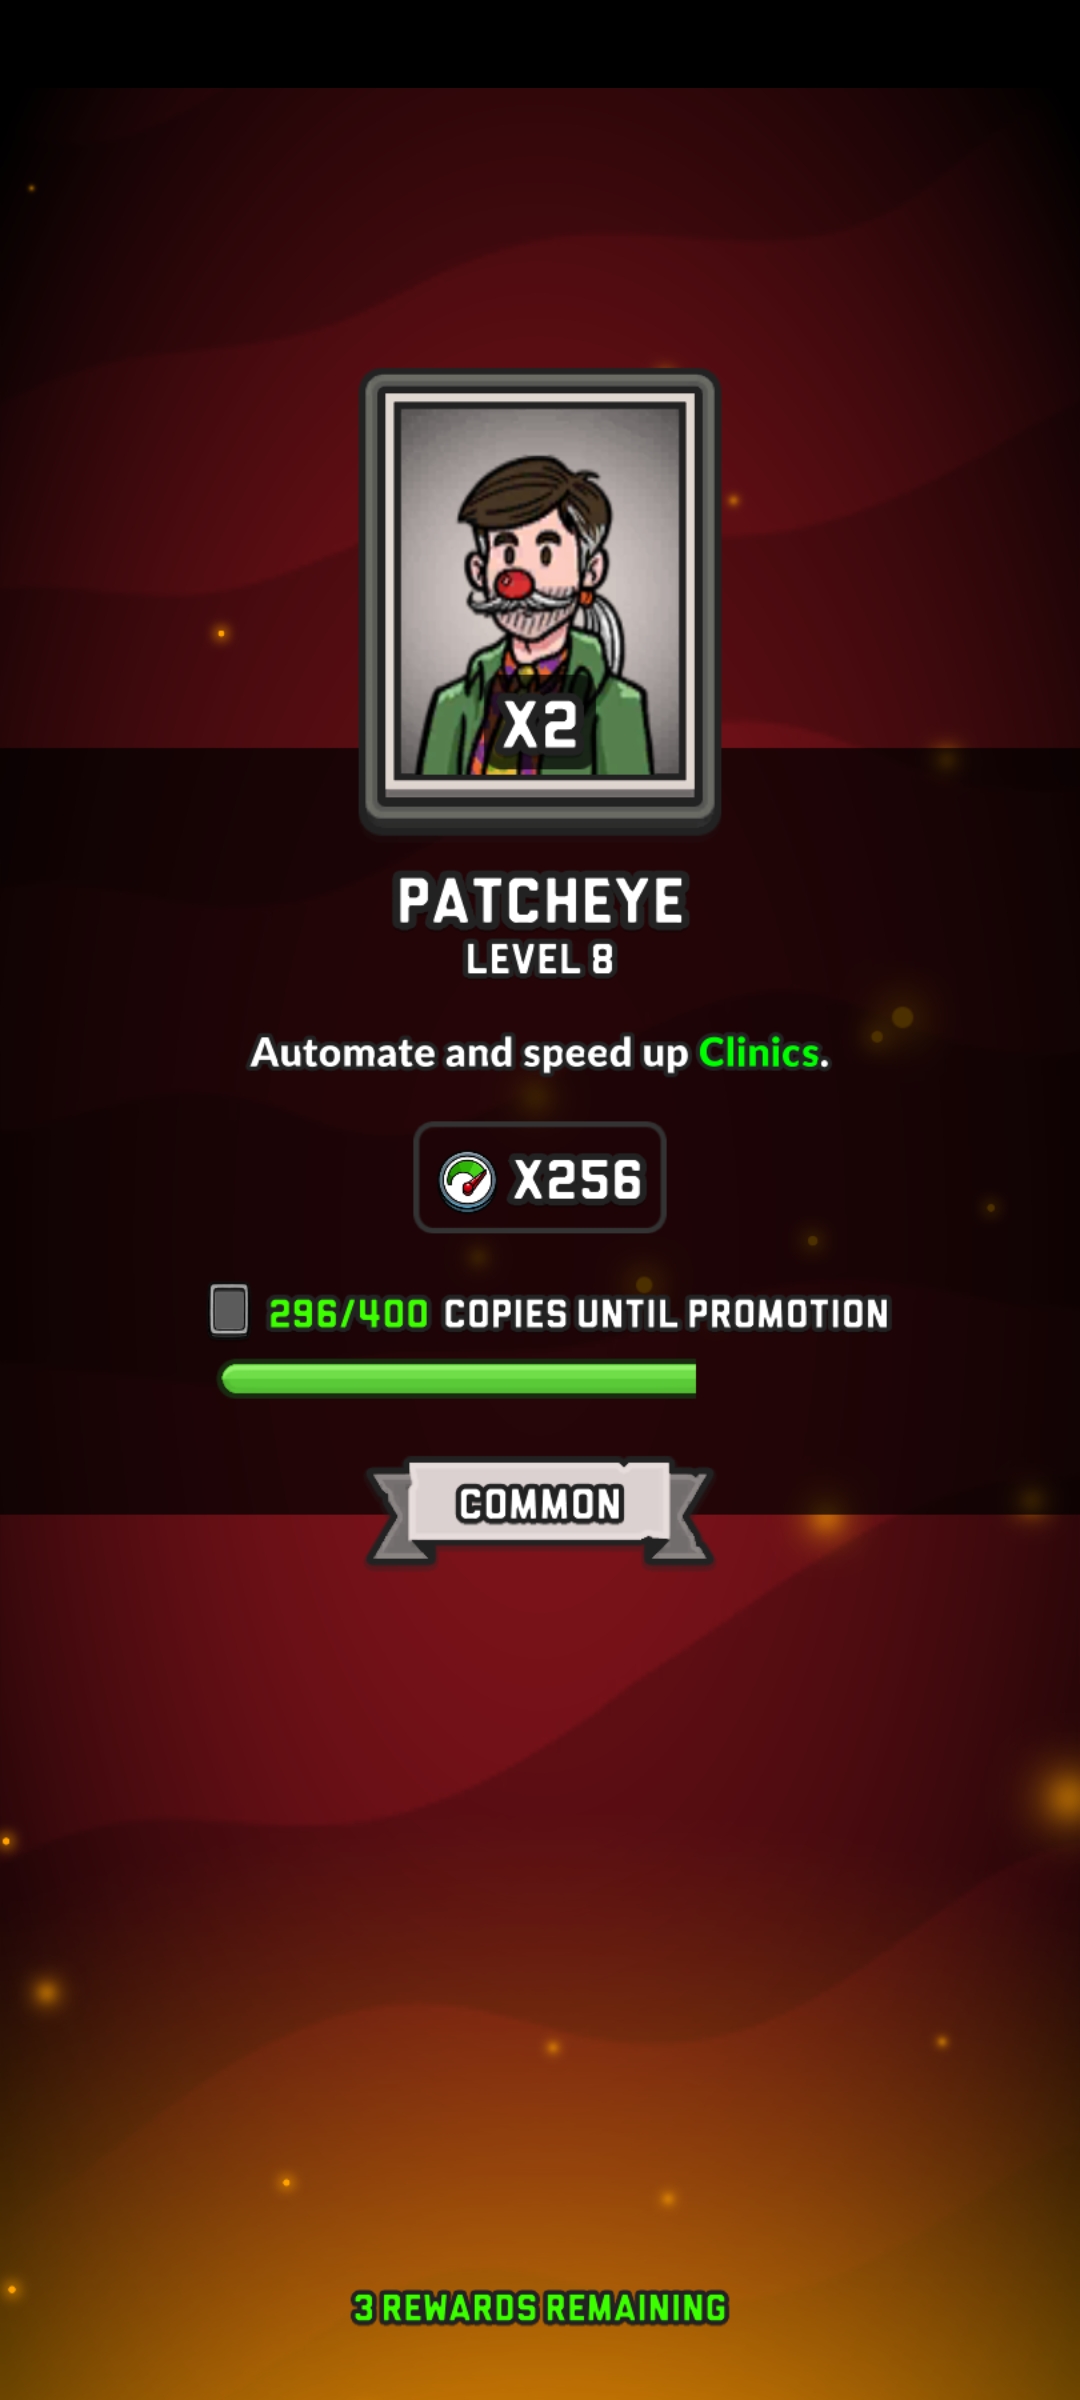 X2
PATCHEYE
LEVEL 8
Automate and speed up Clinics.
X256
296/400 COPIES UNTIL PROMOTION
COMMON
3 REWARDS REMAINING